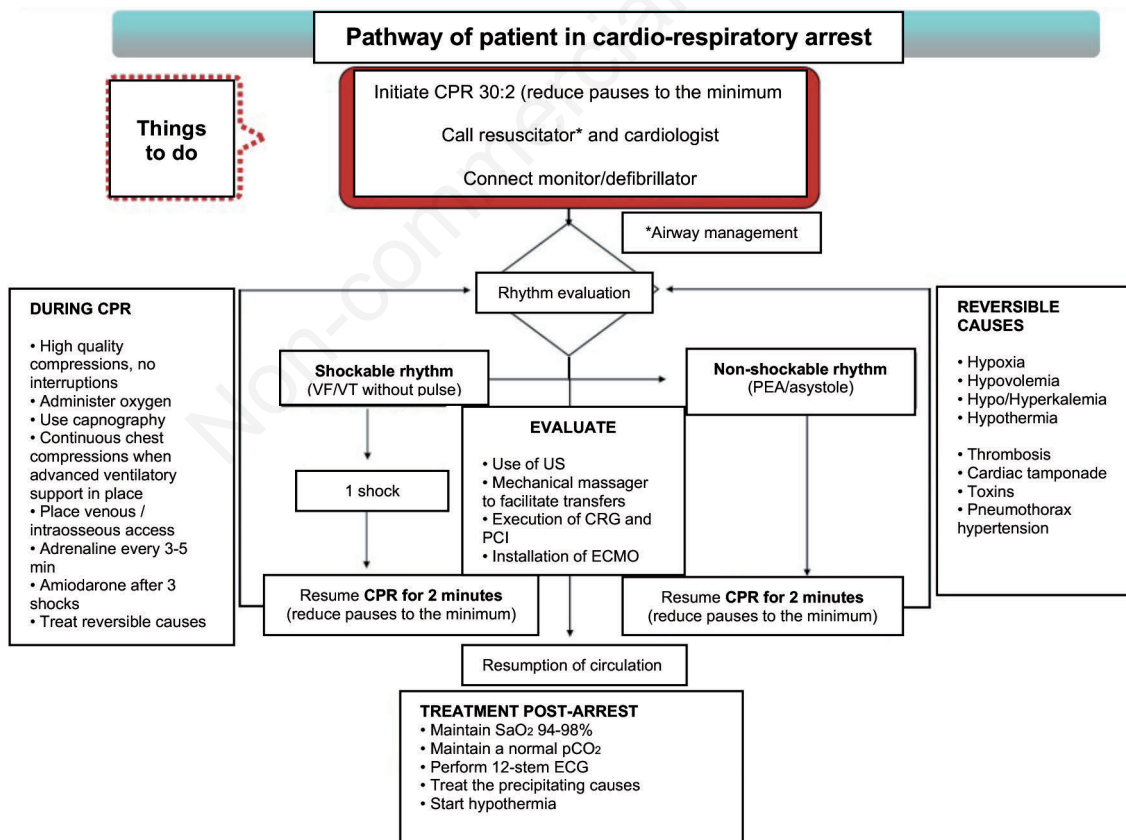 Pathway of patient in cardio-respiratory arrest
Things
to do
Initiate CPR 30:2 (reduce pauses to the minimum
Call resuscitator* and cardiologist
Connect monitor/defibrillator
*Airway management
Rhythm evaluation
DURING CPR
• High quality
compressions, no
interruptions
• Administer oxygen
• Use capnography
• Continuous chest
compressions when
advanced ventilatory
support in place
• Place venous /
intraosseous access
• Adrenaline every 3-5
min
• Amiodarone after 3
shocks
• Treat reversible causes
Shockable rhythm
(VF/VT without pulse)
1 shock
Resume CPR for 2 minutes
(reduce pauses to the minimum)
EVALUATE
• Use of US
• Mechanical massager
to facilitate transfers
• Execution of CRG and
PCI
• Installation of ECMO
Non-shockable rhythm
(PEA/asystole)
Resume CPR for 2 minutes
(reduce pauses to the minimum)
REVERSIBLE
CAUSES
• Hypoxia
• Hypovolemia
• Hypo/Hyperkalemia
• Hypothermia
• Thrombosis
• Cardiac tamponade
• Toxins
• Pneumothorax
hypertension
Resumption of circulation
TREATMENT POST-ARREST
• Maintain SaO2 94-98%
• Maintain a normal pCO2
• Perform 12-stem ECG
• Treat the precipitating causes
• Start hypothermia
Non-commercial